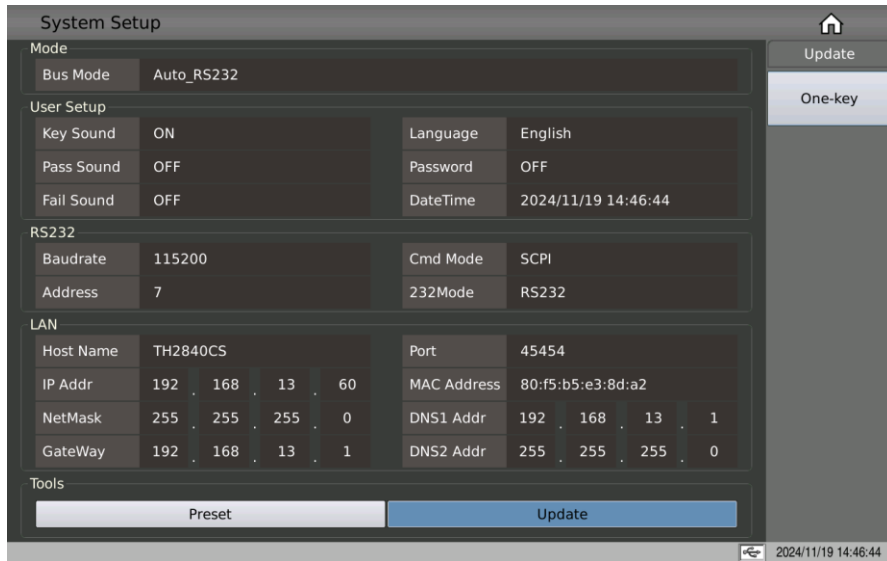 System Setup
Update
One-key
Mode
Bus Mode Auto_RS232
User Setup
Key Sound ON Language English
Pass Sound OFF Password OFF
Fail Sound OFF DateTime 2024/11/19 14:46:44
RS232
Baudrate 115200 Cmd Mode SCPI
Address 7 232Mode RS232
LAN
Host Name TH2840CS Port 45454
IP Addr 192 . 168 . 13 . 60 MAC Address 80:f5:b5:e3:8d:a2
NetMask 255 . 255 . 255 . 0 DNS1 Addr 192 . 168 . 13 . 1
GateWay 192 . 168 . 13 . 1 DNS2 Addr 255 . 255 . 255 . 0
Tools
Preset Update
2024/11/19 14:46:44